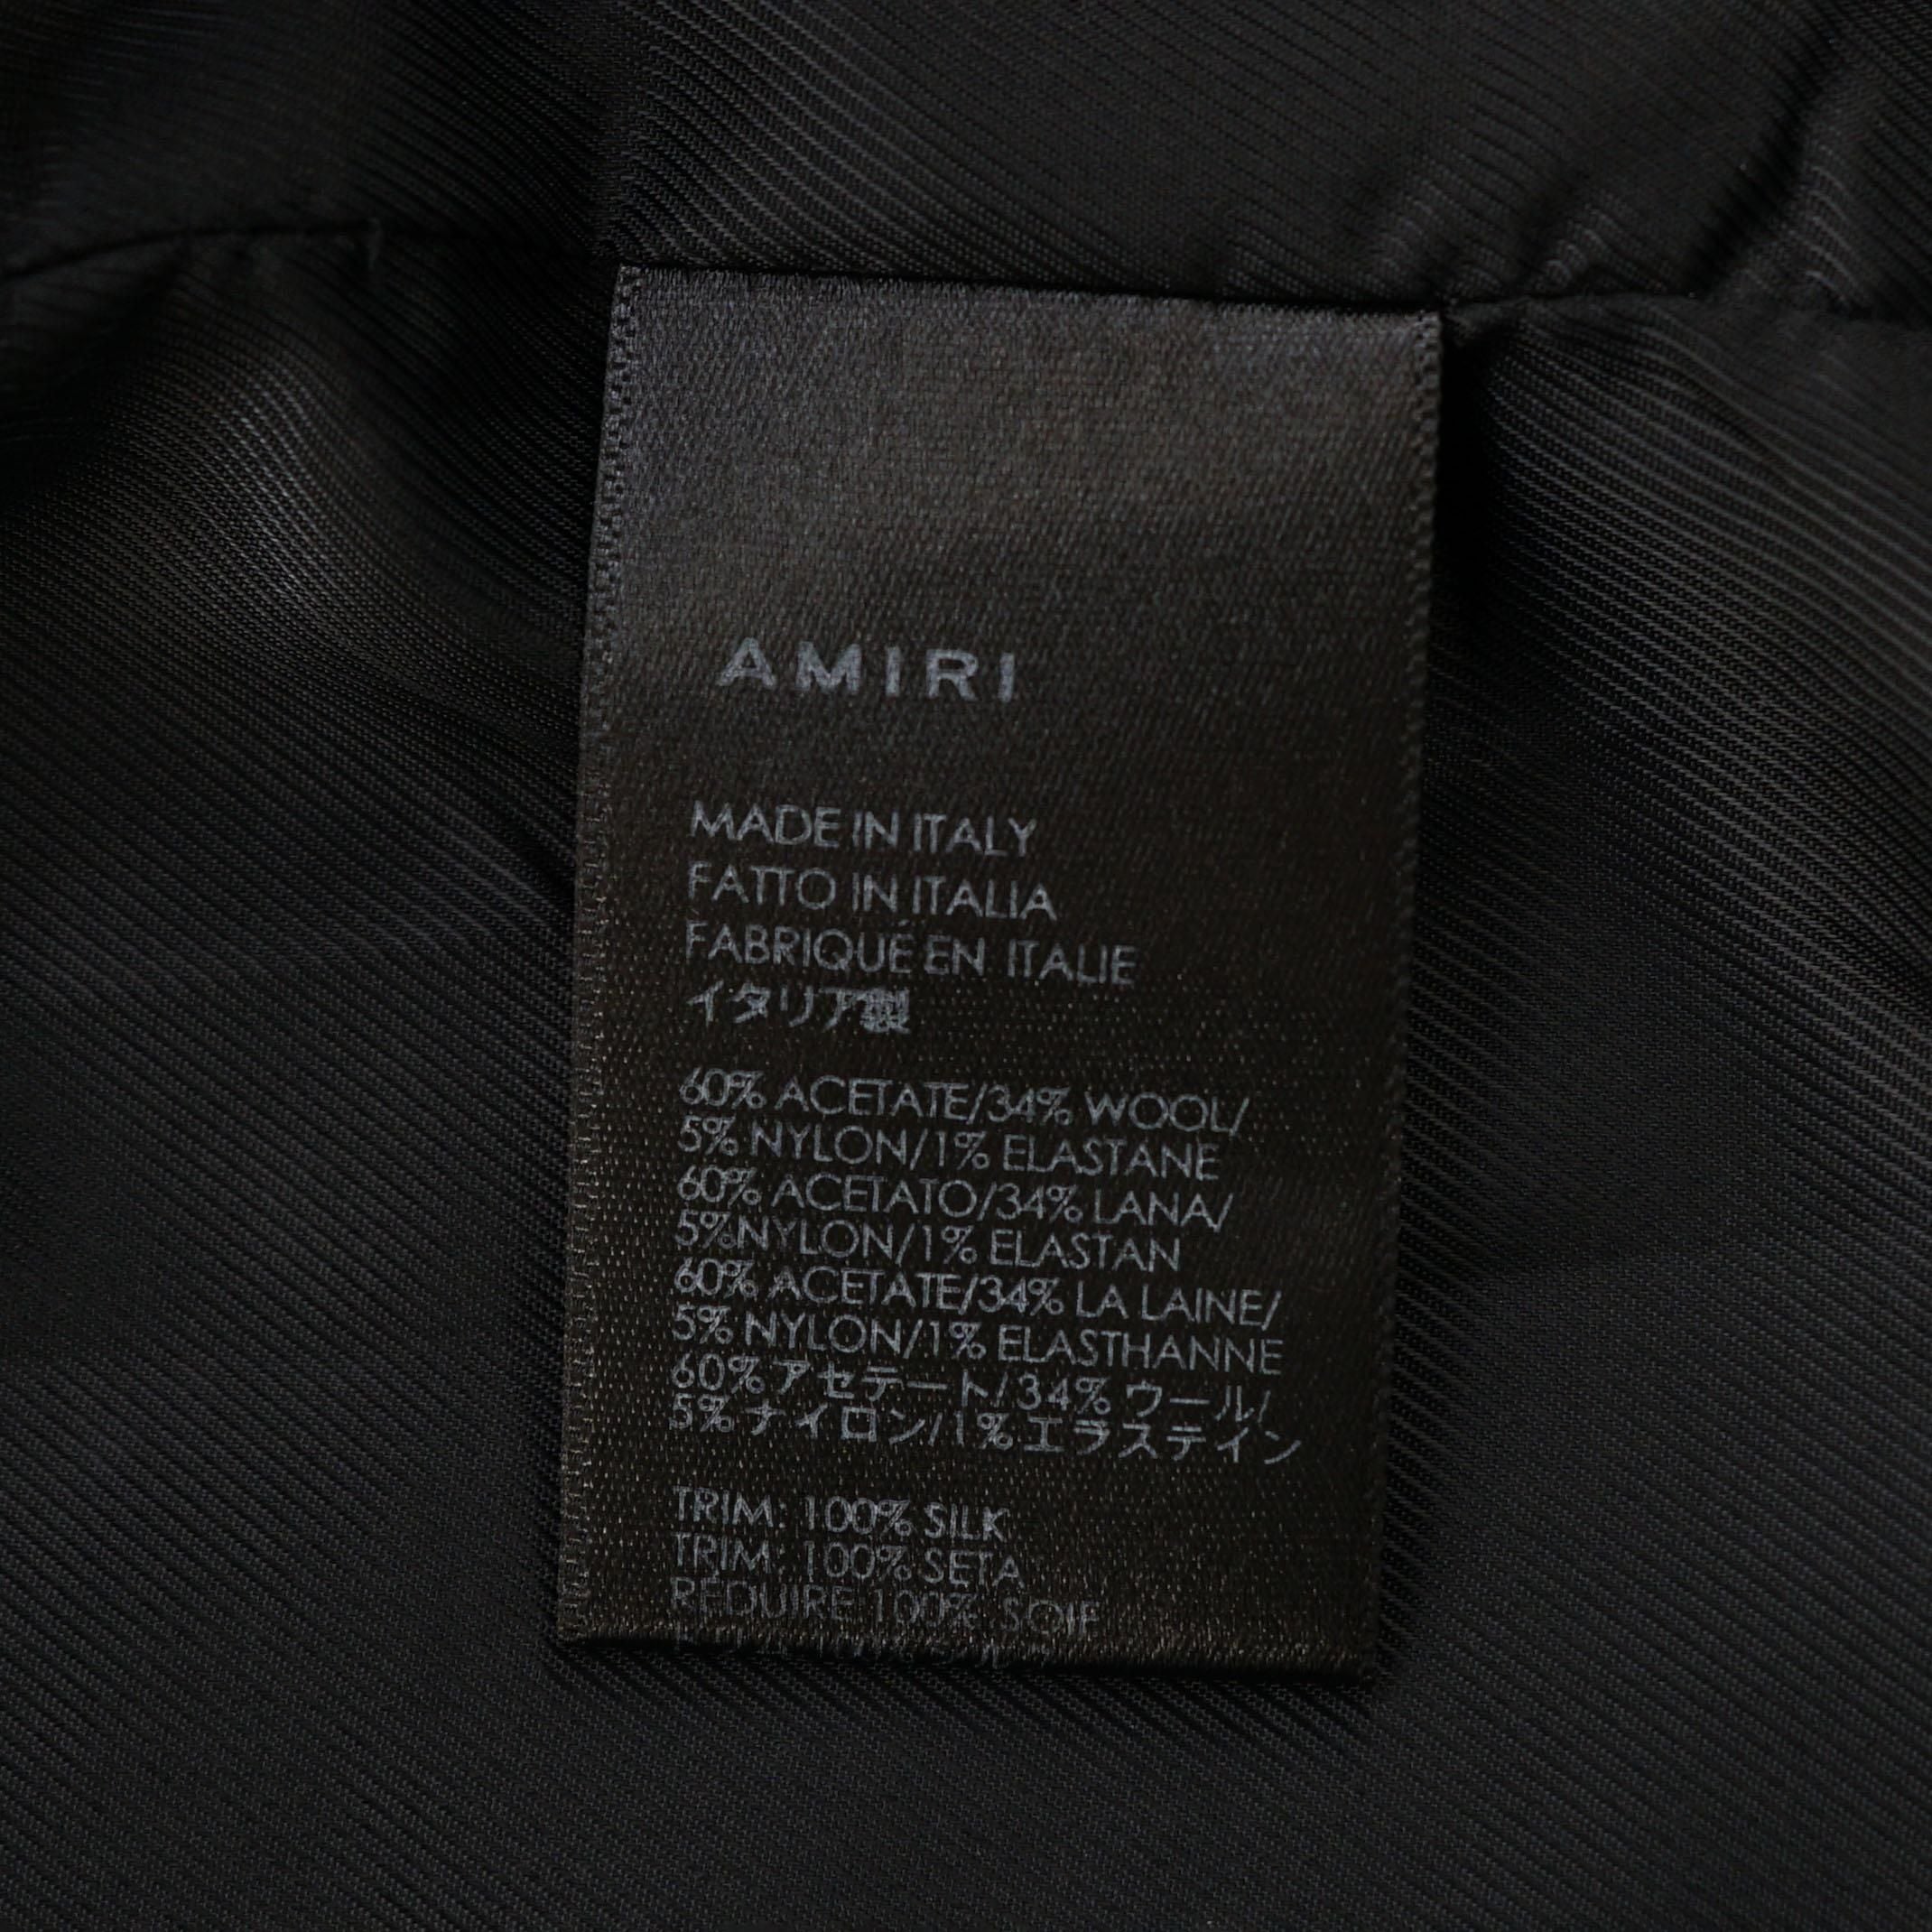 AMIRI
MADE IN ITALY
FATTO IN ITALIA
FABRIQUÉ EN ITALIE
イタリア製
60% ACETATE/34% WOOL/
5% NYLON/1% ELASTANE
60% ACETATO/34% LANA/
5%NYLON/1% ELASTAN
60% ACETATE/34% LA LAINE/
5% NYLON/1% ELASTHANNE
60%アセテート/34%ウール/
5%ナイロン/1%エラステイン
TRIM: 100% SILK
TRIM: 100% SETA
RÉDUIRE 100% SOIE